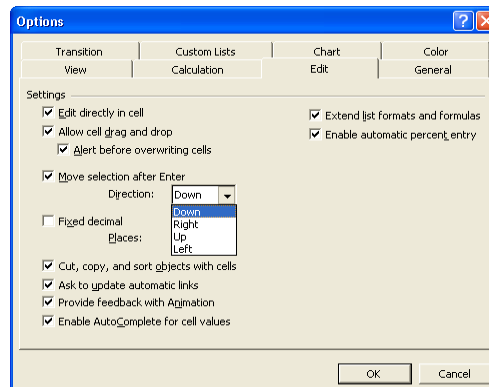 Options
Transition Custom Lists Chart Color
View Calculation Edit General
Settings
Edit directly in cell
Allow cell drag and drop
Alert before overwriting cells
Move selection after Enter
Direction: Down
Down
Right
Up
Left
Fixed decimal
Places:
Cut, copy, and sort objects with cells
Ask to update automatic links
Provide feedback with Animation
Enable AutoComplete for cell values
Extend list formats and formulas
Enable automatic percent entry
OK Cancel